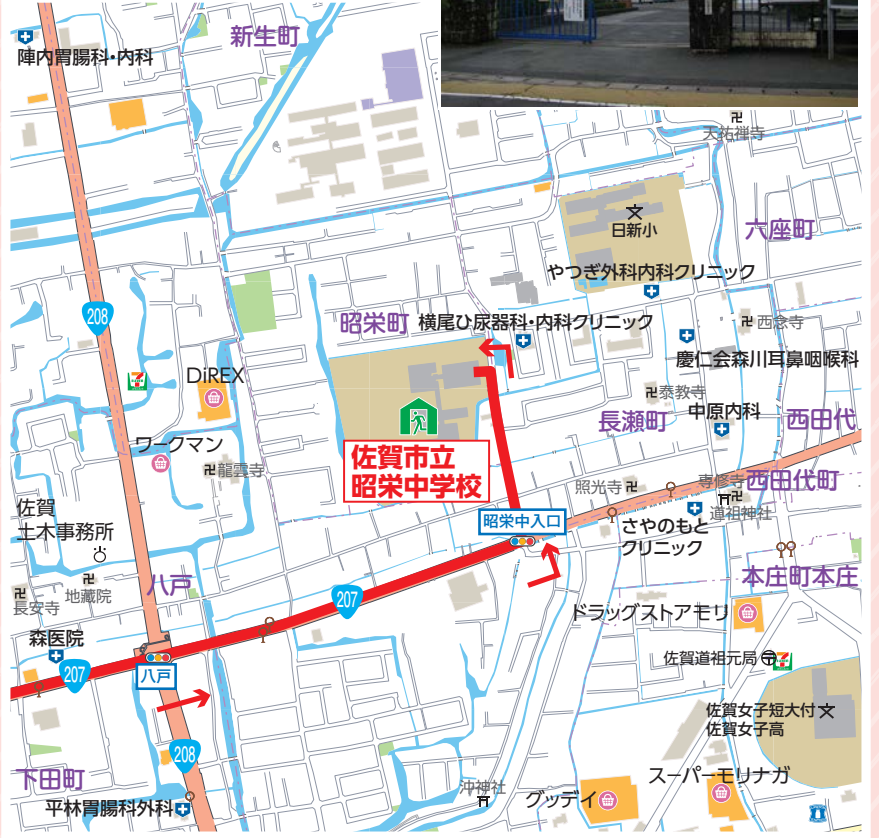 新生町
陣内胃腸科・内科
大祐禅寺
日新小
六座町
やつぎ外科内科クリニック
208
昭栄町
横尾ひ尿器科・内科クリニック
西念寺
慶仁会森川耳鼻咽喉科
DiREX
泰教寺
中原内科
長瀬町
西田代
ワークマン
龍雲寺
佐賀市立
昭栄中学校
照光寺
専修寺
西田代町
道祖神社
佐賀
土木事務所
昭栄中入口
さやのもと
クリニック
八戸
地藏院
長安寺
本庄町本庄
207
ドラッグストアモリ
森医院
佐賀道祖元局
207
八戸
佐賀女子短大付
佐賀女子高
208
下田町
スーパーモリナガ
沖神社
グッデイ
平林胃腸科外科